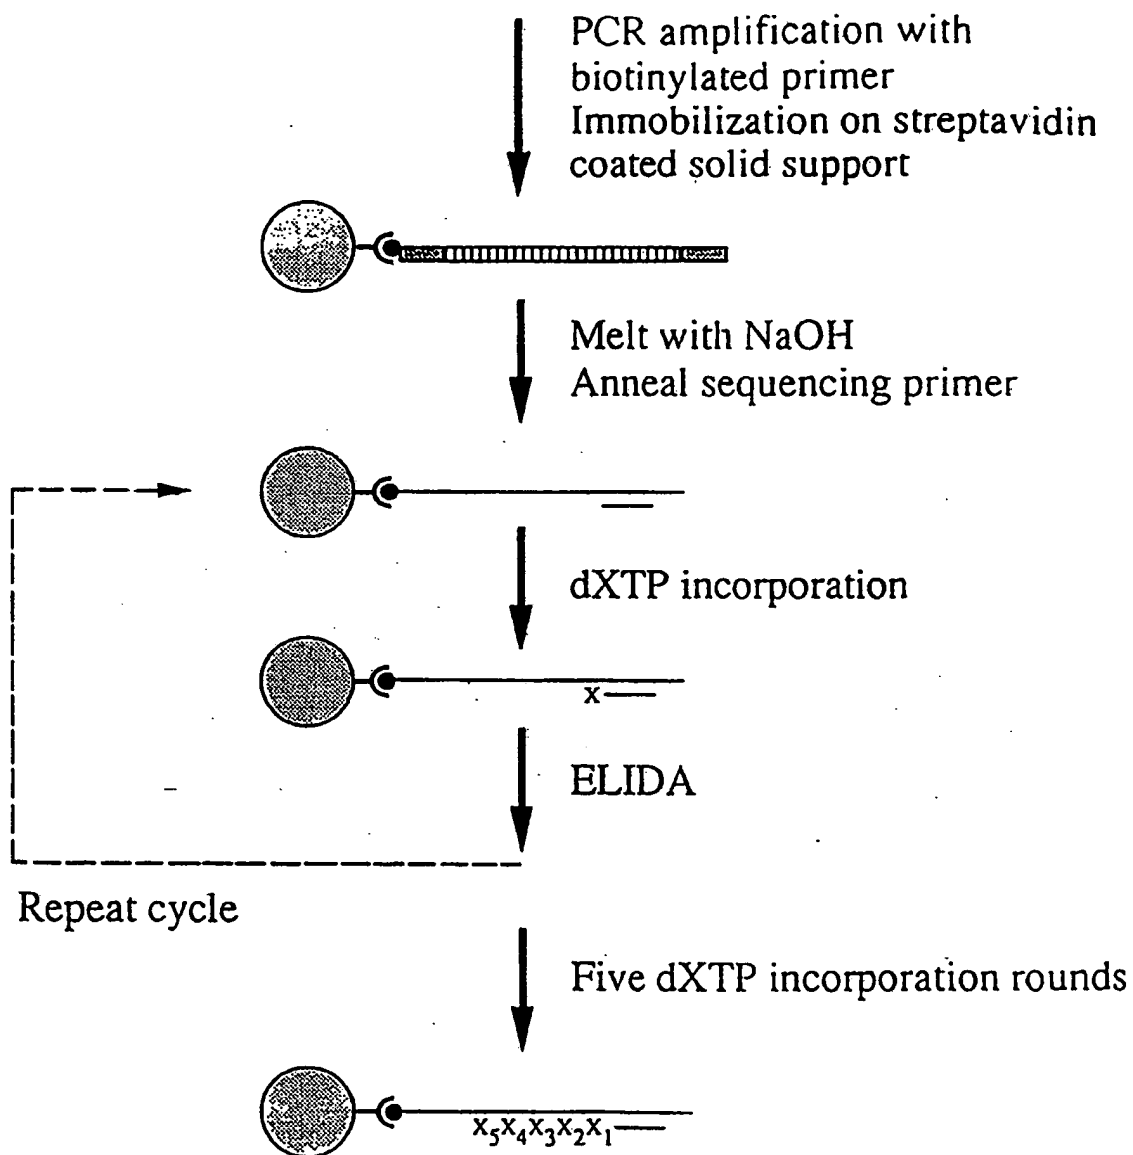 PCR amplification with
biotinylated primer
Immobilization on streptavidin
coated solid support
Melt with NaOH
Anneal sequencing primer
dXTP incorporation
x
ELIDA
Repeat cycle
Five dXTP incorporation rounds
x₅x₄x₃x₂x₁